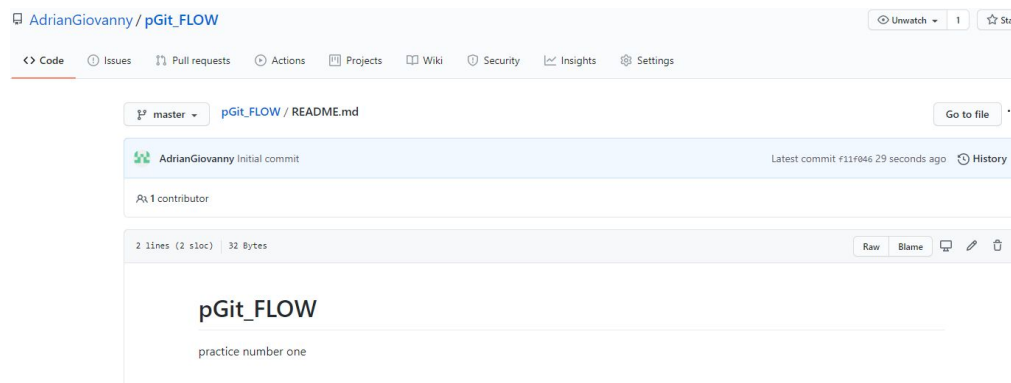 AdrianGiovanny / pGit_FLOW
Unwatch 1
<> Code Issues Pull requests Actions Projects Wiki Security Insights Settings
master pGit_FLOW / README.md Go to file
AdrianGiovanny Initial commit Latest commit f11f046 29 seconds ago History
1 contributor
2 lines (2 sloc) 32 Bytes Raw Blame
pGit_FLOW
practice number one